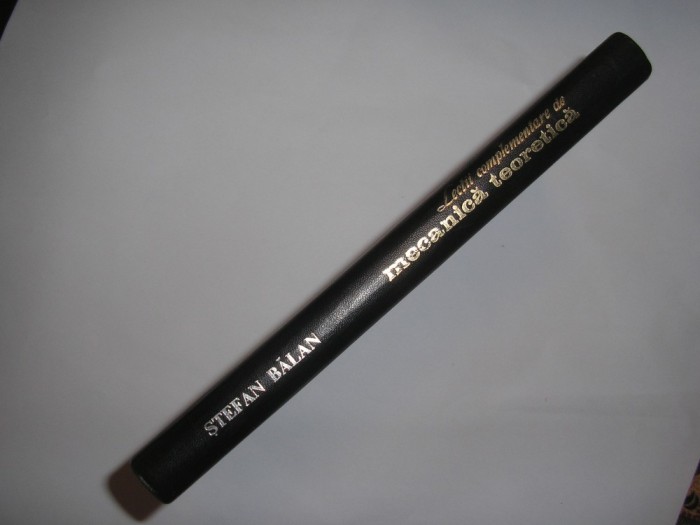 ȘTEFAN BĂLAN
Lecții complementare de
mecanică teoretică